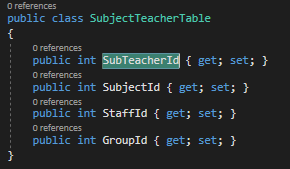 0 references
public class SubjectTeacherTable
{
0 references
public int SubTeacherId { get; set; }
0 references
public int SubjectId { get; set; }
0 references
public int StaffId { get; set; }
0 references
public int GroupId { get; set; }
}